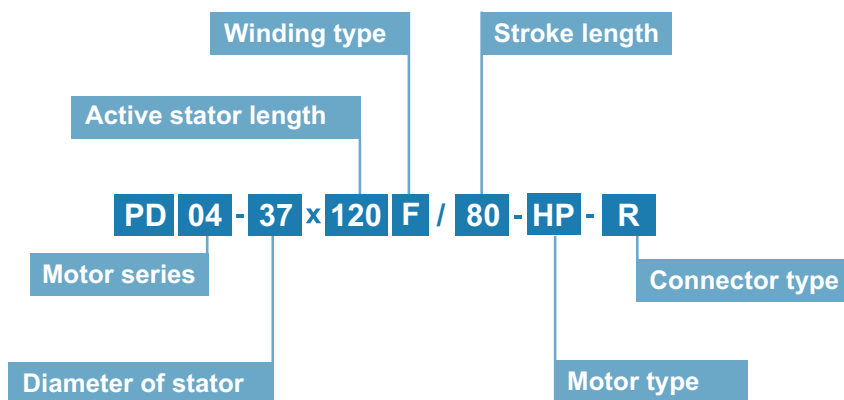 Winding type
Stroke length
Active stator length
PD 04 - 37 x 120 F / 80 - HP - R
Motor series
Connector type
Diameter of stator
Motor type